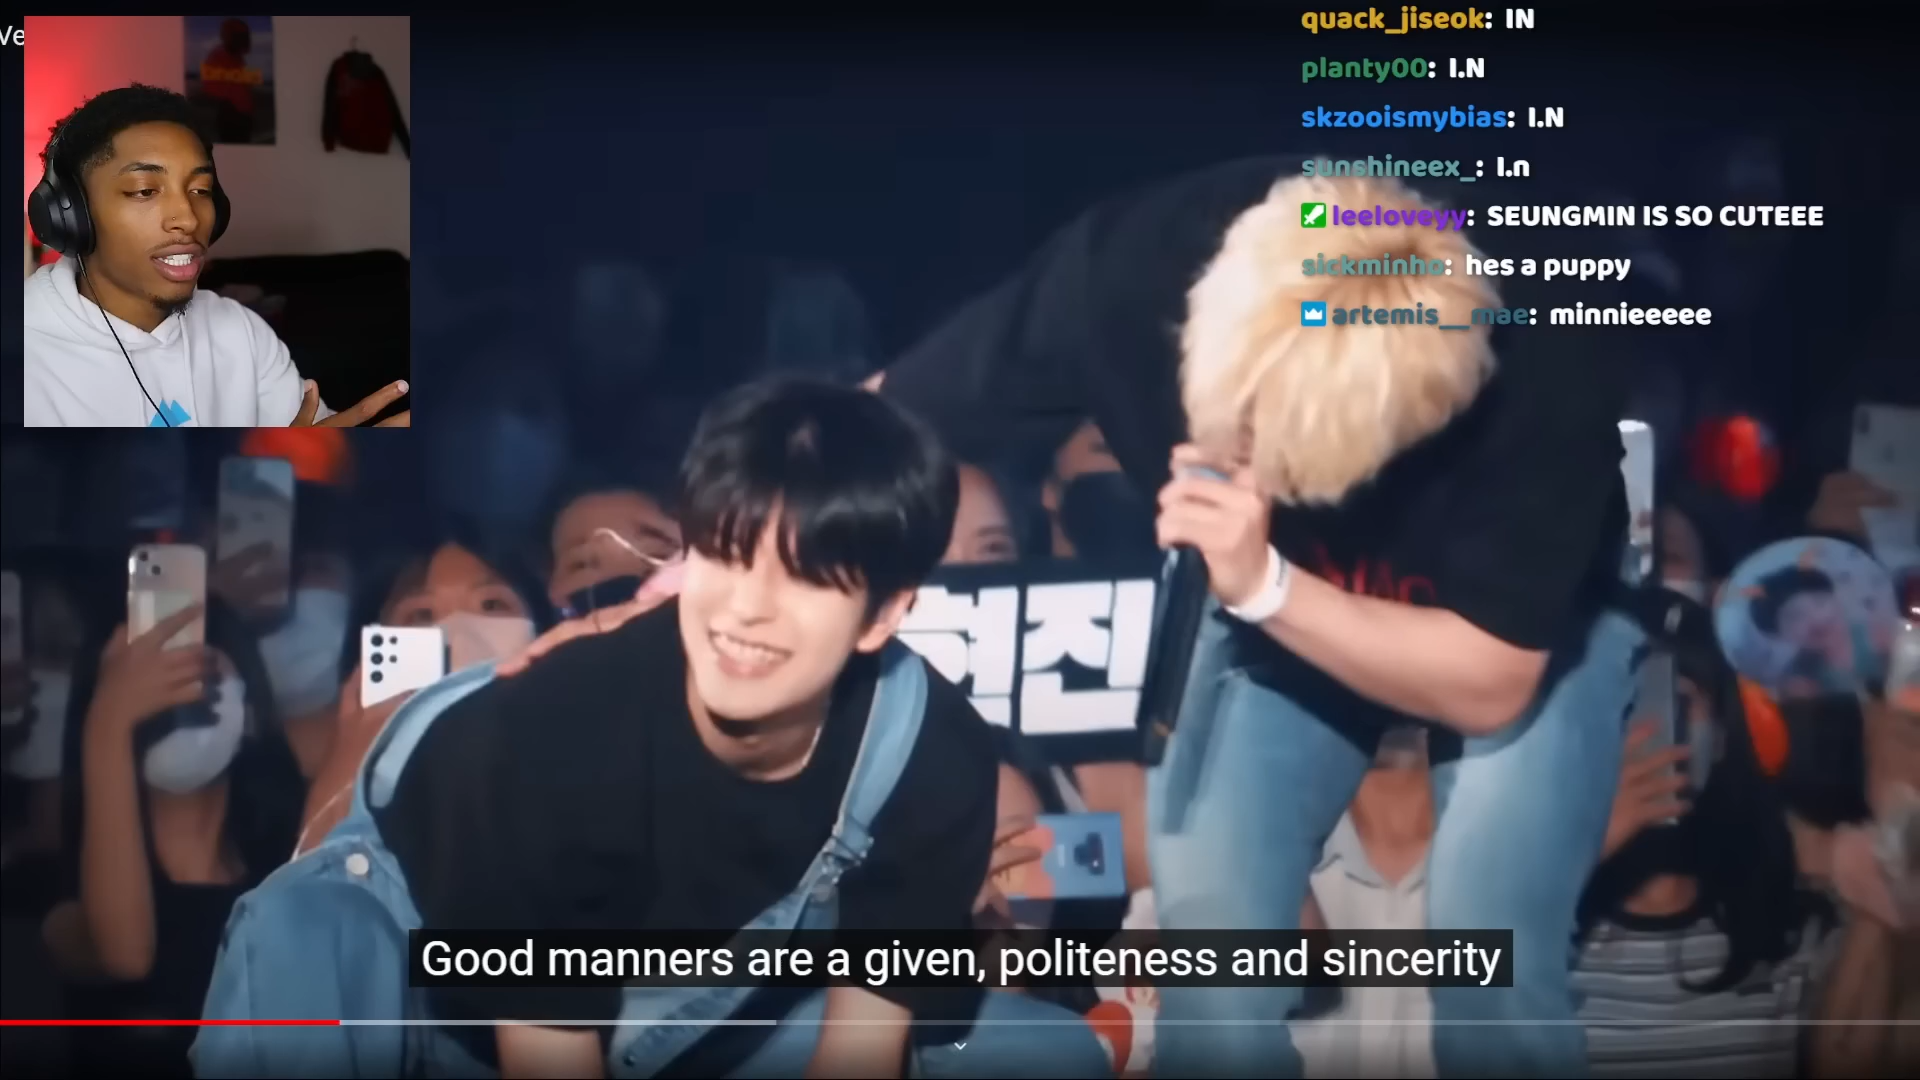 Ve
quack_jiseok: IN
planty00: I.N
skzooismybias: I.N
sunshineex_: I.n
leeloveyy: SEUNGMIN IS SO CUTEEE
sickminho: hes a puppy
artemis__mae: minnieeeee
현진
Good manners are a given, politeness and sincerity